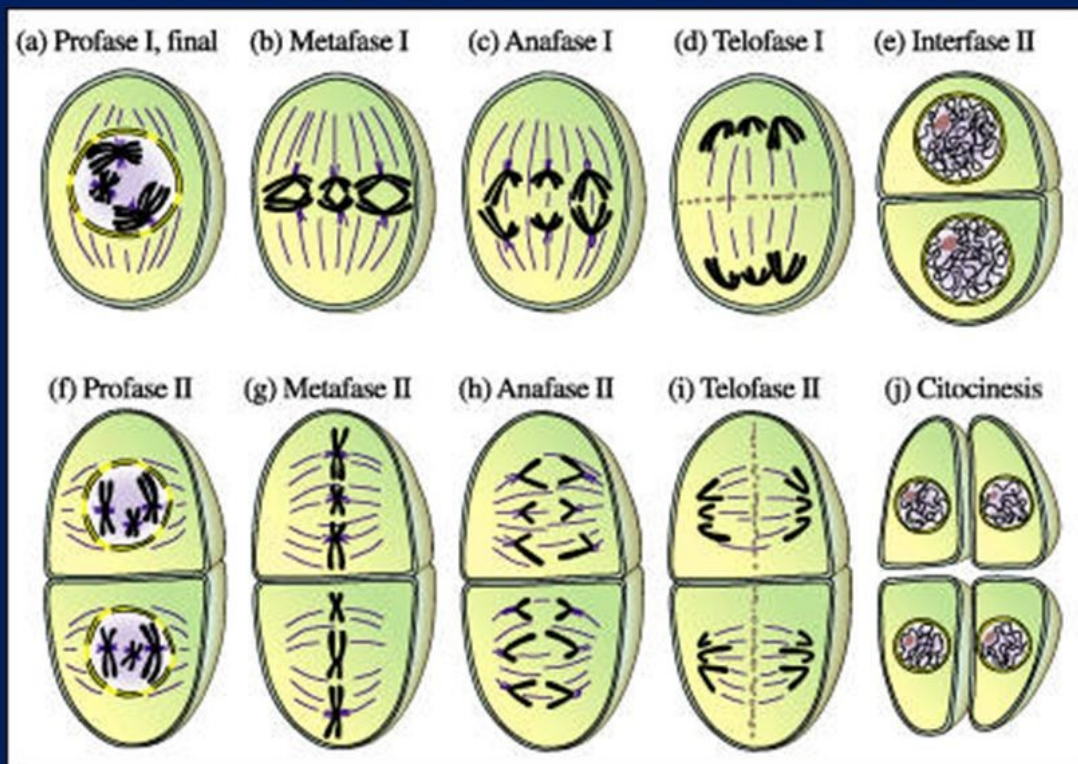 (a) Profase I, final
(b) Metafase I
(c) Anafase I
(d) Telofase I
(e) Interfase II
(f) Profase II
(g) Metafase II
(h) Anafase II
(i) Telofase II
(j) Citocinesis